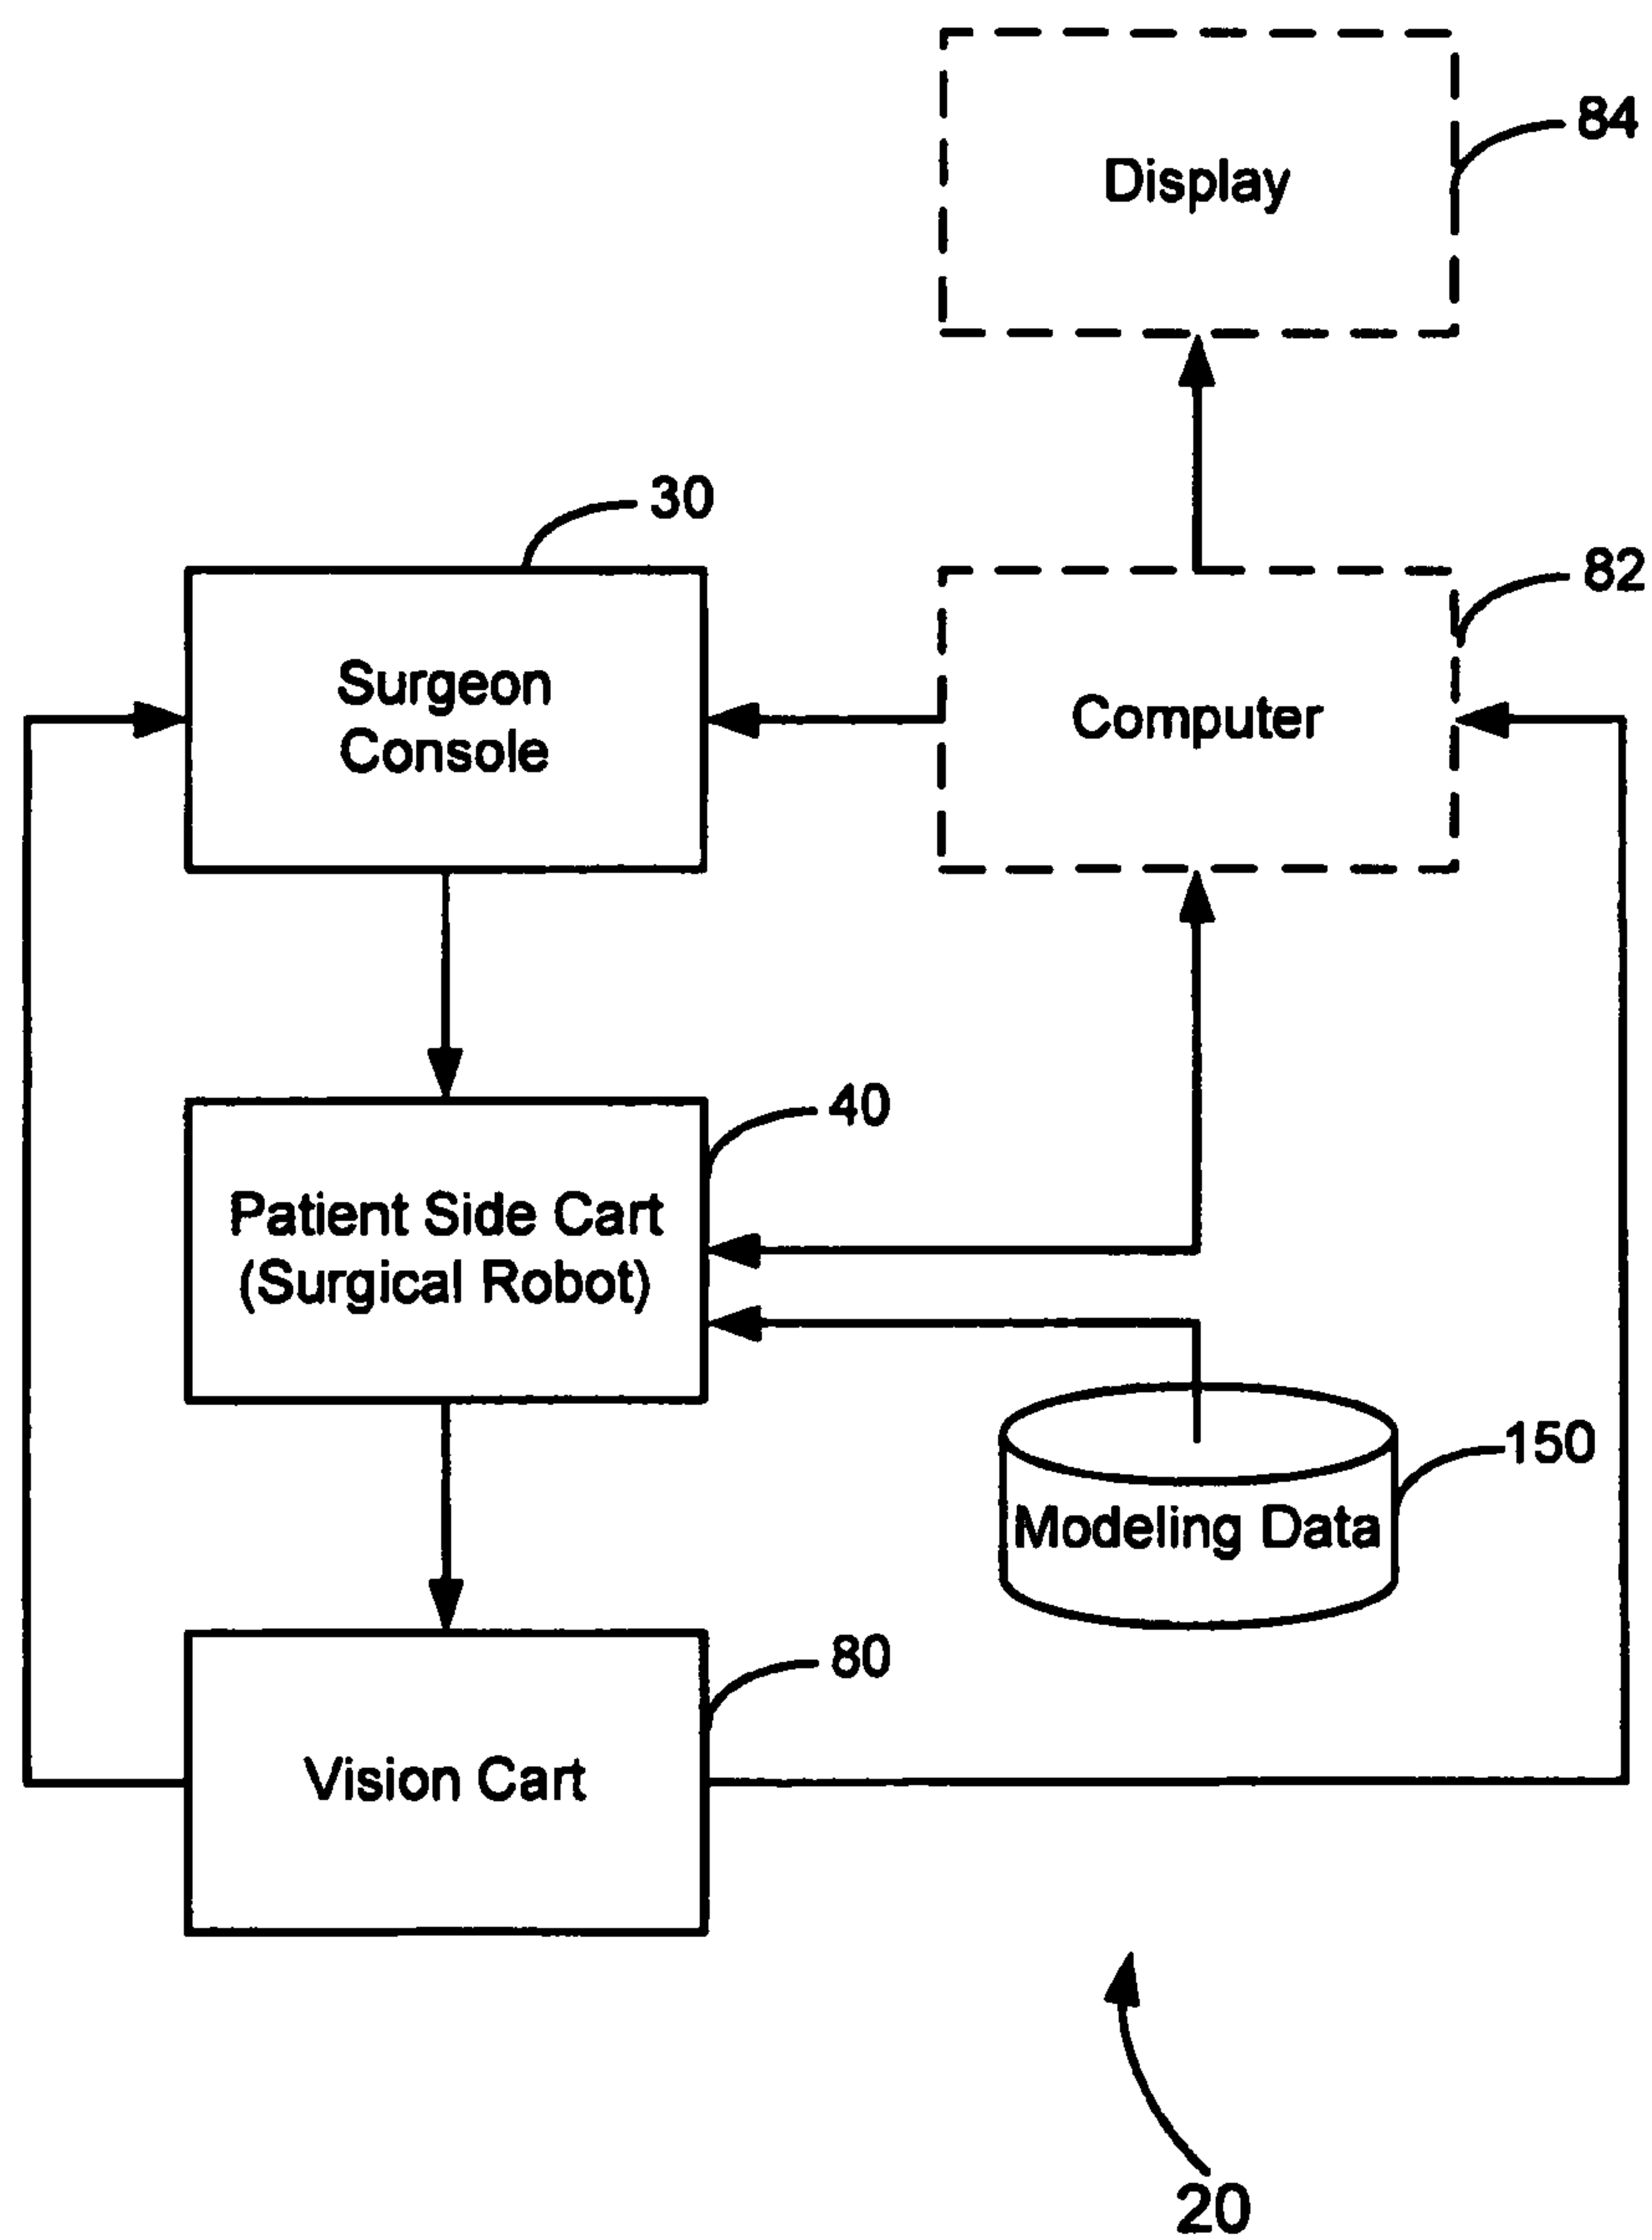 84
Display
30
82
Surgeon
Console
Computer
40
Patient Side Cart
(Surgical Robot)
150
Modeling Data
80
Vision Cart
20